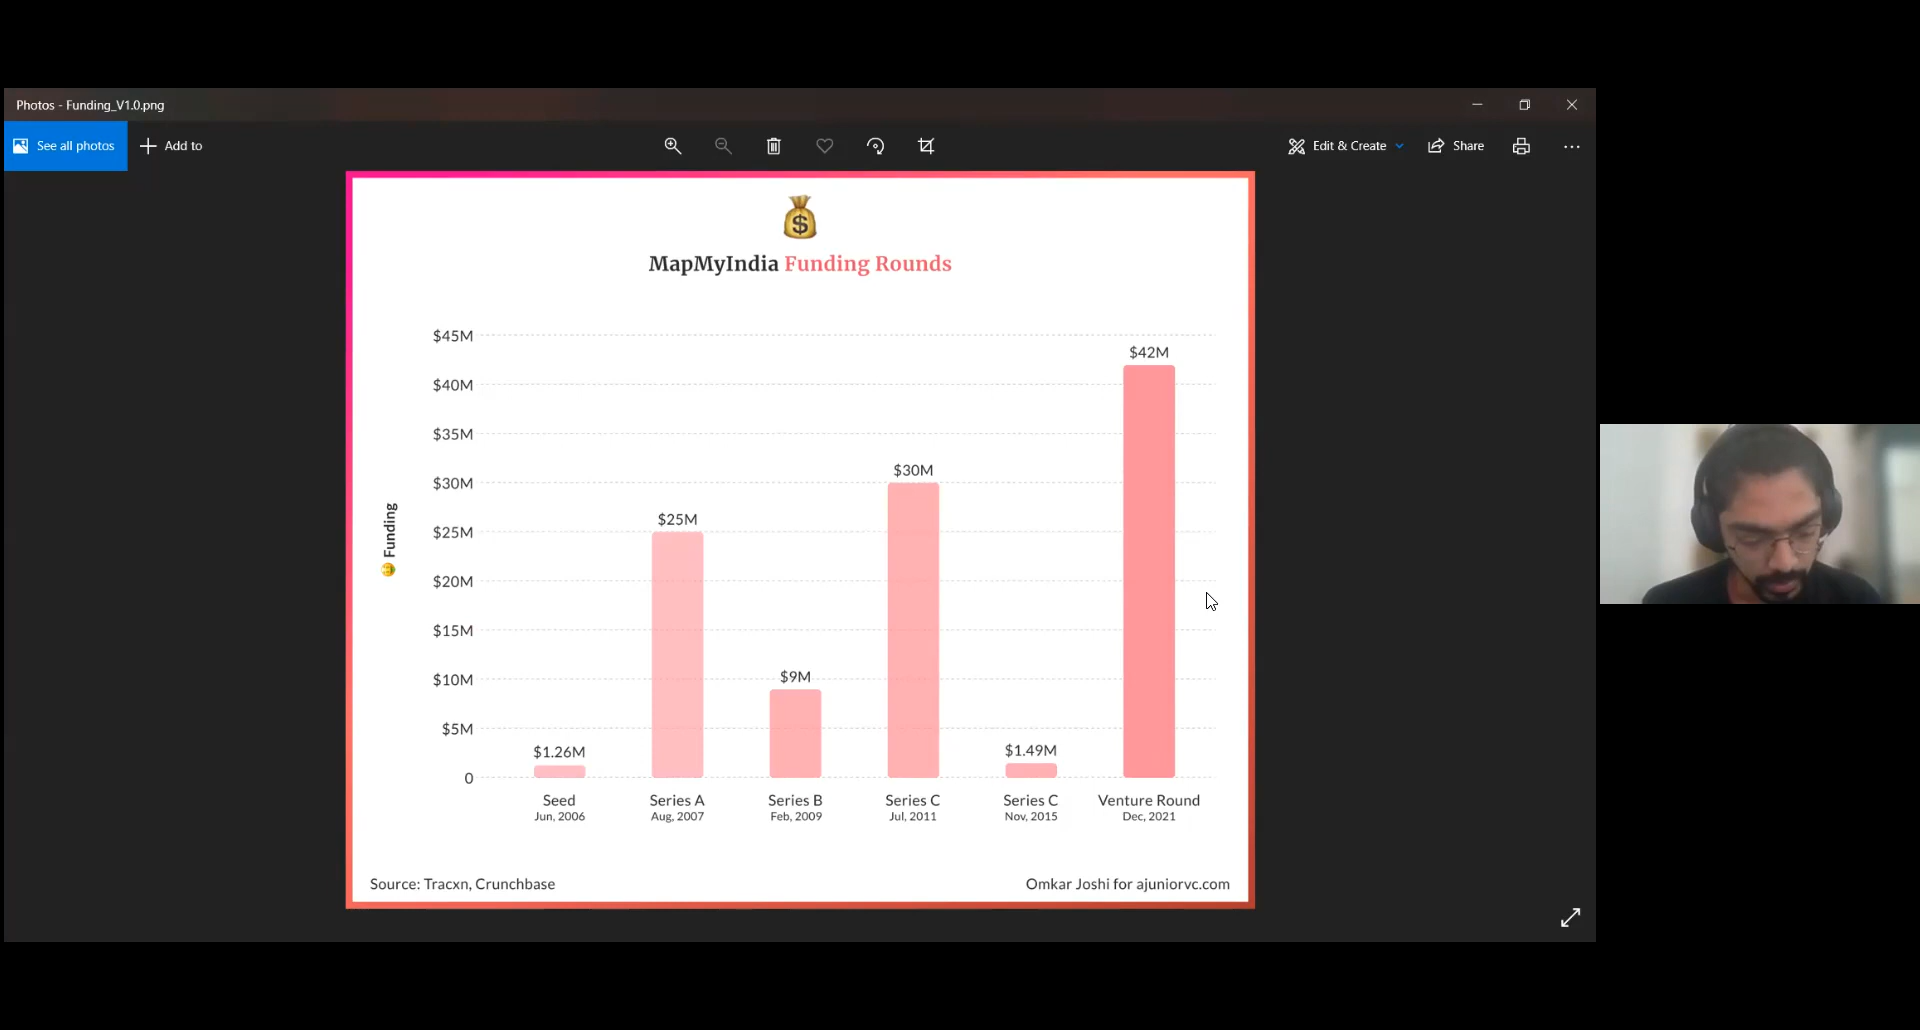 Photos - Funding_V1.0.png
See all photos
Add to
Edit & Create
Share
$
MapMyIndia Funding Rounds
$45M
$42M
$40M
$35M
$30M
$30M
$25M
$25M
Funding
$20M
$15M
$10M
$9M
$5M
$1.26M
$1.49M
0
Seed
Jun, 2006
Series A
Aug, 2007
Series B
Feb, 2009
Series C
Jul, 2011
Series C
Nov, 2015
Venture Round
Dec, 2021
Source: Tracxn, Crunchbase
Omkar Joshi for ajuniorvc.com